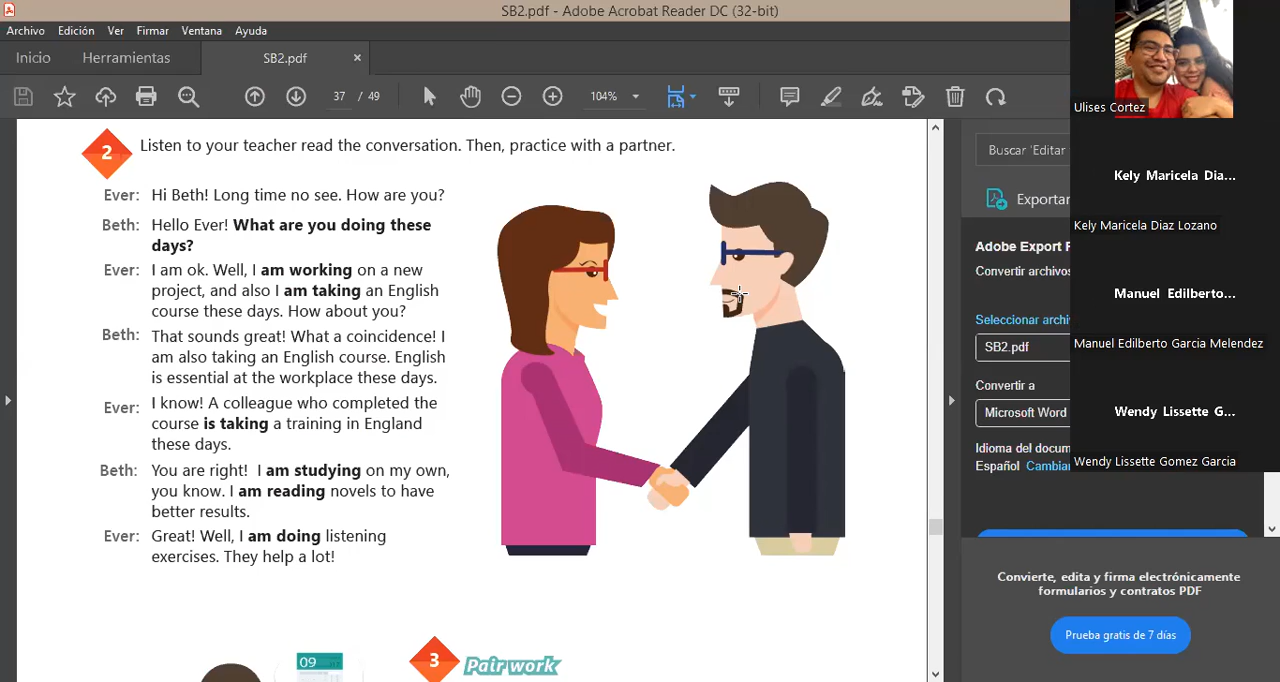 SB2.pdf - Adobe Acrobat Reader DC (32-bit)
Archivo Edición Ver Firmar Ventana Ayuda
Inicio Herramientas SB2.pdf ×
37 / 49 104%
2 Listen to your teacher read the conversation. Then, practice with a partner.
Ever: Hi Beth! Long time no see. How are you?
Beth: Hello Ever! What are you doing these
days?
Ever: I am ok. Well, I am working on a new
project, and also I am taking an English
course these days. How about you?
Beth: That sounds great! What a coincidence! I
am also taking an English course. English
is essential at the workplace these days.
Ever: I know! A colleague who completed the
course is taking a training in England
these days.
Beth: You are right! I am studying on my own,
you know. I am reading novels to have
better results.
Ever: Great! Well, I am doing listening
exercises. They help a lot!
09
3 Pair work
Buscar 'Editar
Exportar
Adobe Export P
Convertir archivos
Seleccionar archi
SB2.pdf
Convertir a
Microsoft Word
Idioma del docum
Español Cambiar
Convierte, edita y firma electrónicamente
formularios y contratos PDF
Prueba gratis de 7 días
Ulises Cortez
Kely Maricela Dia...
Kely Maricela Diaz Lozano
Manuel Edilberto...
Manuel Edilberto Garcia Melendez
Wendy Lissette G...
Wendy Lissette Gomez Garcia